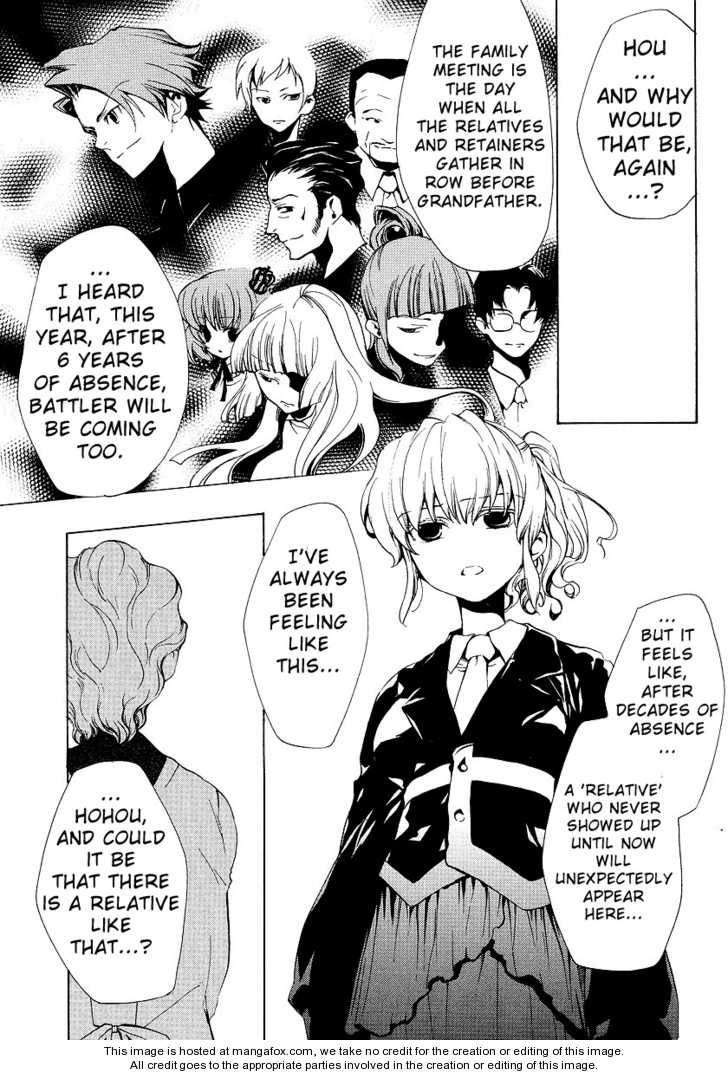 HOU
...
AND WHY
WOULD
THAT BE,
AGAIN
...?
THE FAMILY
MEETING IS
THE DAY
WHEN ALL
THE RELATIVES
AND RETAINERS
GATHER IN
ROW BEFORE
GRANDFATHER.
...
I HEARD
THAT, THIS
YEAR, AFTER
6 YEARS
OF ABSENCE,
BATTLER WILL
BE COMING
TOO.
...
BUT IT
FEELS
LIKE,
AFTER
DECADES OF
ABSENCE
...
A 'RELATIVE'
WHO NEVER
SHOWED UP
UNTIL NOW
WILL
UNEXPECTEDLY
APPEAR
HERE...
I'VE
ALWAYS
BEEN
FEELING
LIKE
THIS...
...
HOHOU,
AND COULD
IT BE
THAT THERE
IS A RELATIVE
LIKE
THAT...?
This image is hosted at mangafox.com, we take no credit for the creation or editing of this image.
All credit goes to the appropriate parties involved in the creation or editing of this image.